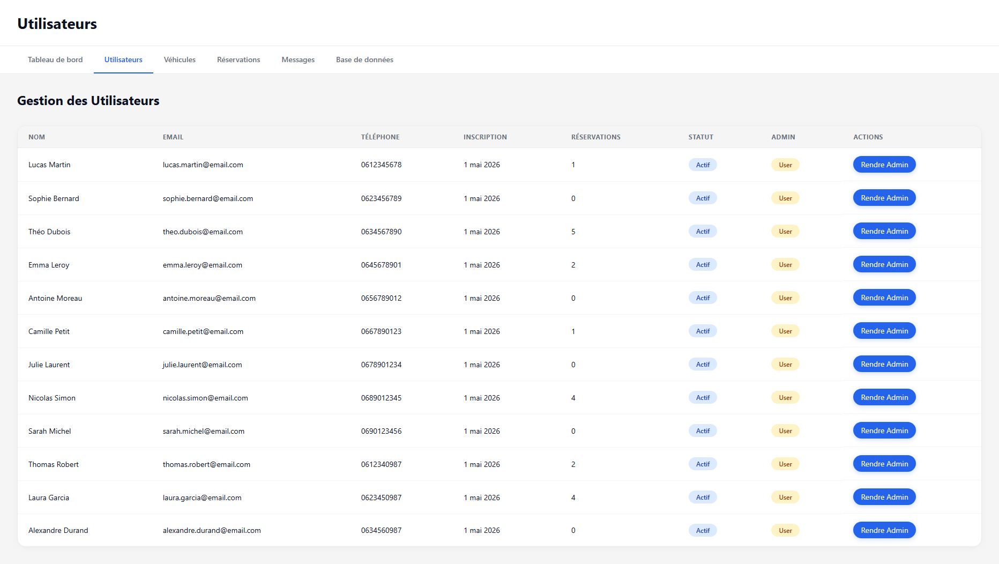 Utilisateurs
Tableau de bord Utilisateurs Véhicules Réservations Messages Base de données
Gestion des Utilisateurs
NOM EMAIL TÉLÉPHONE INSCRIPTION RÉSERVATIONS STATUT ADMIN ACTIONS
Lucas Martin lucas.martin@email.com 0612345678 1 mai 2026 1 Actif User Rendre Admin
Sophie Bernard sophie.bernard@email.com 0623456789 1 mai 2026 0 Actif User Rendre Admin
Théo Dubois theo.dubois@email.com 0634567890 1 mai 2026 5 Actif User Rendre Admin
Emma Leroy emma.leroy@email.com 0645678901 1 mai 2026 2 Actif User Rendre Admin
Antoine Moreau antoine.moreau@email.com 0656789012 1 mai 2026 0 Actif User Rendre Admin
Camille Petit camille.petit@email.com 0667890123 1 mai 2026 1 Actif User Rendre Admin
Julie Laurent julie.laurent@email.com 0678901234 1 mai 2026 0 Actif User Rendre Admin
Nicolas Simon nicolas.simon@email.com 0689012345 1 mai 2026 4 Actif User Rendre Admin
Sarah Michel sarah.michel@email.com 0690123456 1 mai 2026 0 Actif User Rendre Admin
Thomas Robert thomas.robert@email.com 0612340987 1 mai 2026 2 Actif User Rendre Admin
Laura Garcia laura.garcia@email.com 0623450987 1 mai 2026 4 Actif User Rendre Admin
Alexandre Durand alexandre.durand@email.com 0634560987 1 mai 2026 0 Actif User Rendre Admin